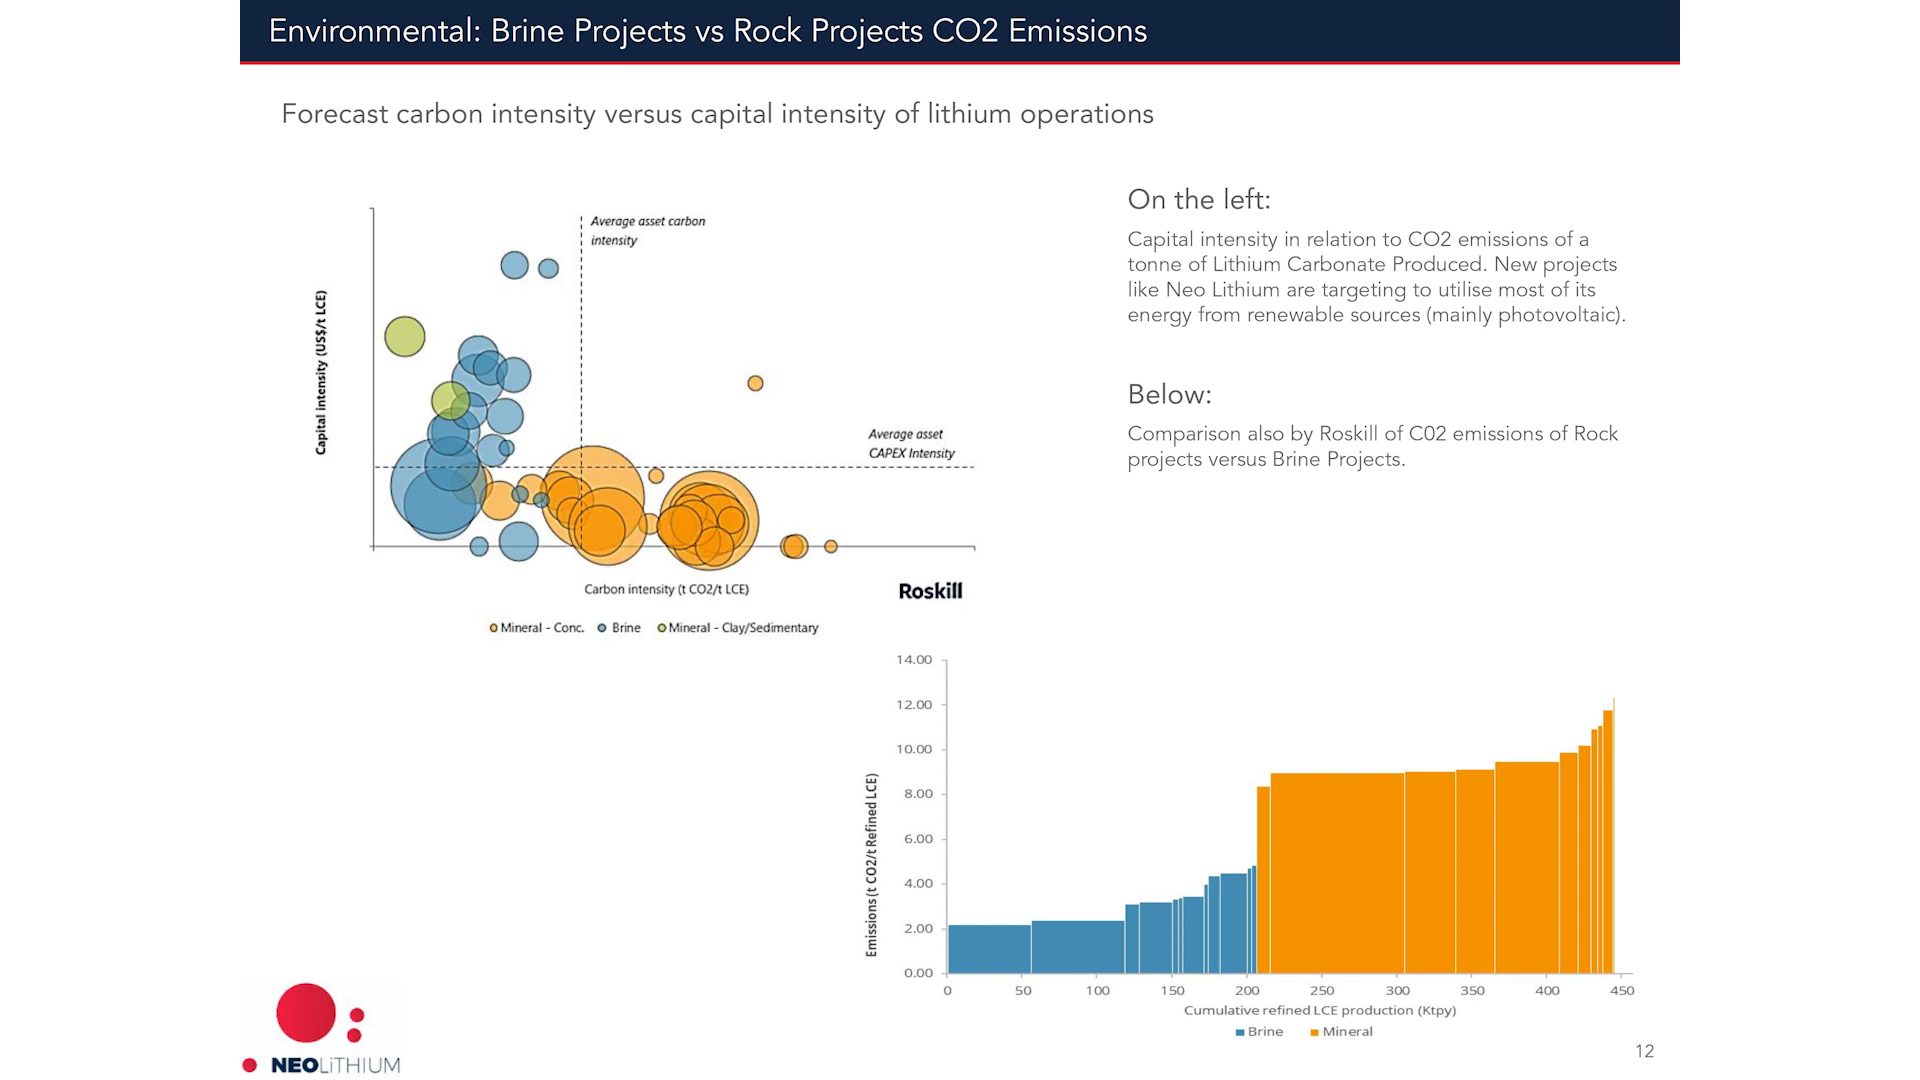 Environmental: Brine Projects vs Rock Projects CO2 Emissions
Forecast carbon intensity versus capital intensity of lithium operations
Average asset carbon
intensity
Capital intensity (US$/t LCE)
Average asset
CAPEX Intensity
Carbon intensity (t CO2/t LCE)
Roskill
Mineral - Conc. Brine Mineral - Clay/Sedimentary
On the left:
Capital intensity in relation to CO2 emissions of a
tonne of Lithium Carbonate Produced. New projects
like Neo Lithium are targeting to utilise most of its
energy from renewable sources (mainly photovoltaic).
Below:
Comparison also by Roskill of C02 emissions of Rock
projects versus Brine Projects.
14.00
12.00
10.00
8.00
6.00
4.00
2.00
0.00
Emissions (t CO2/t Refined LCE)
0 50 100 150 200 250 300 350 400 450
Cumulative refined LCE production (Ktpy)
Brine Mineral
NEOLiTHIUM
12